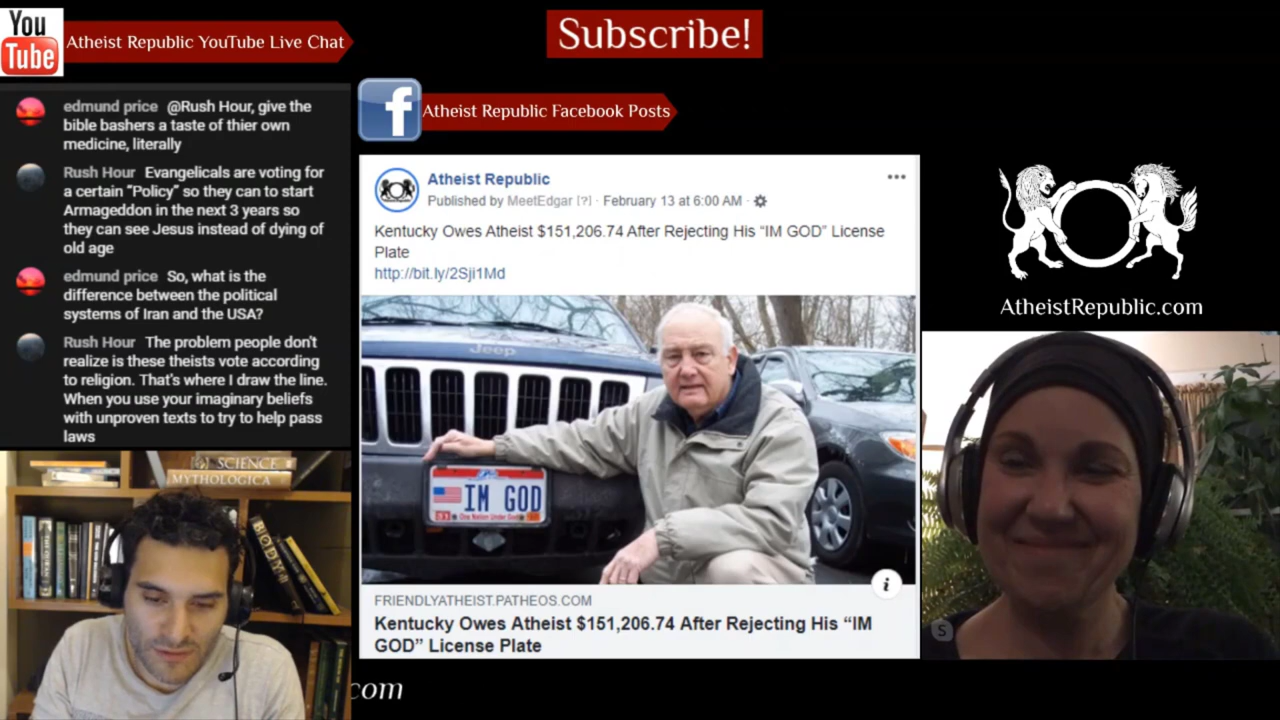 You
Tube
Atheist Republic YouTube Live Chat
Subscribe!
edmund price @Rush Hour, give the
bible bashers a taste of thier own
medicine, literally
Rush Hour Evangelicals are voting for
a certain "Policy" so they can to start
Armageddon in the next 3 years so
they can see Jesus instead of dying of
old age
edmund price So, what is the
difference between the political
systems of Iran and the USA?
Rush Hour The problem people don't
realize is these theists vote according
to religion. That's where I draw the line.
When you use your imaginary beliefs
with unproven texts to try to help pass
laws
f
Atheist Republic Facebook Posts
Atheist Republic
Published by MeetEdgar [?] · February 13 at 6:00 AM ·
Kentucky Owes Atheist $151,206.74 After Rejecting His “IM GOD” License
Plate
http://bit.ly/2Sji1Md
Jeep
IM GOD
One Nation Under God
i
FRIENDLYATHEIST.PATHEOS.COM
Kentucky Owes Atheist $151,206.74 After Rejecting His “IM
GOD” License Plate
AtheistRepublic.com
S
SCIENCE
MYTHOLOGICA
BODY
com